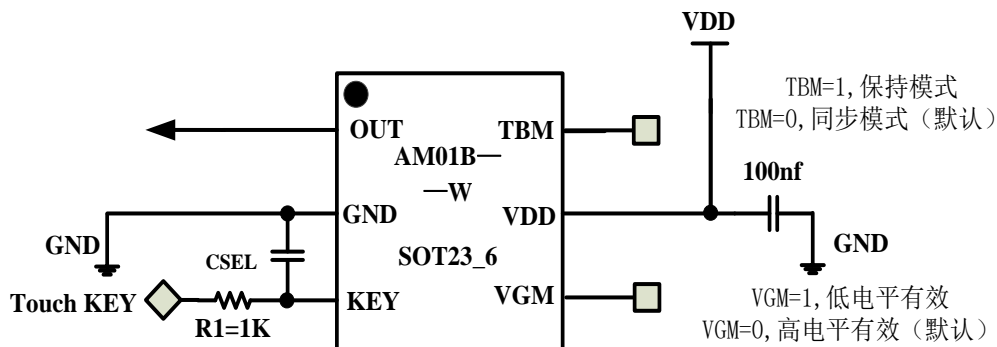 VDD
TBM=1,保持模式
TBM=0,同步模式（默认）
OUT
TBM
AM01B—
—W
100nf
GND
VDD
GND
CSEL
SOT23_6
GND
Touch KEY
R1=1K
KEY
VGM
VGM=1,低电平有效
VGM=0,高电平有效（默认）